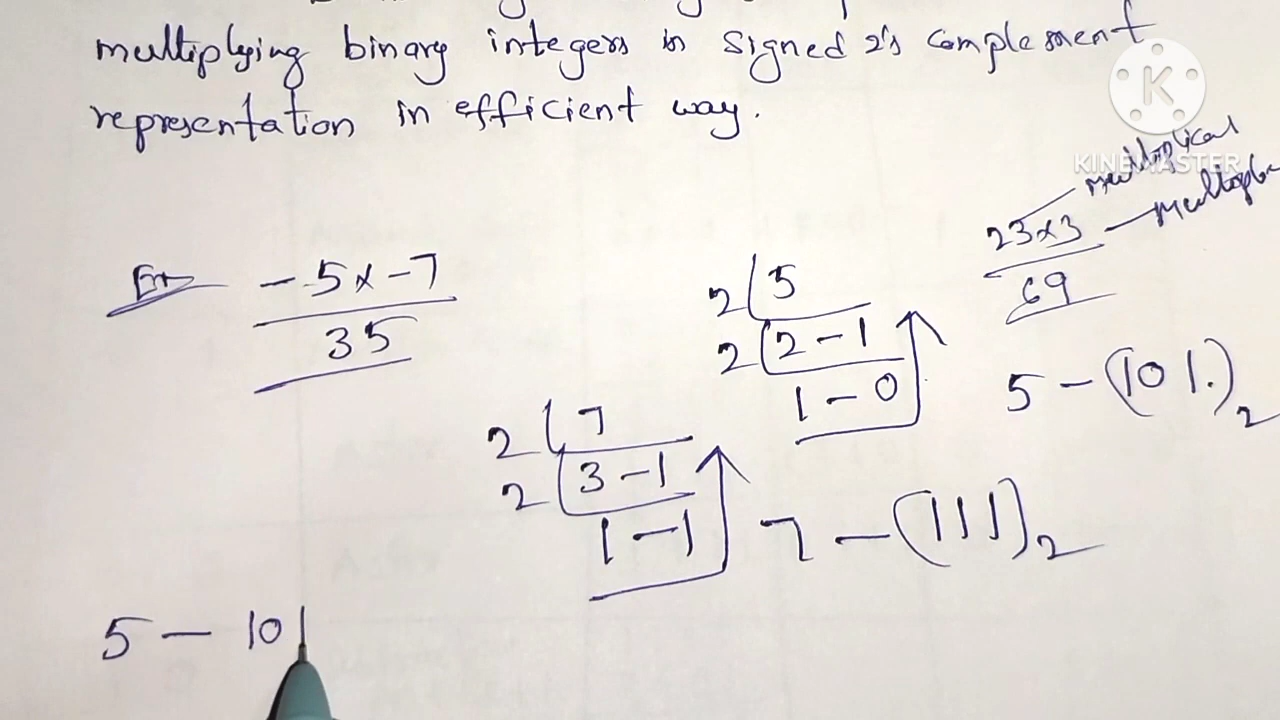 multiplying binary integers in signed 2's complement
representation in efficient way.
K
KINEMASTER
23x3
69
Ex
-5x-7
35
2 5
2 2-1
1-0
5-(101.)2
2 7
2 3-1
1-1
7-(111)2
5-101